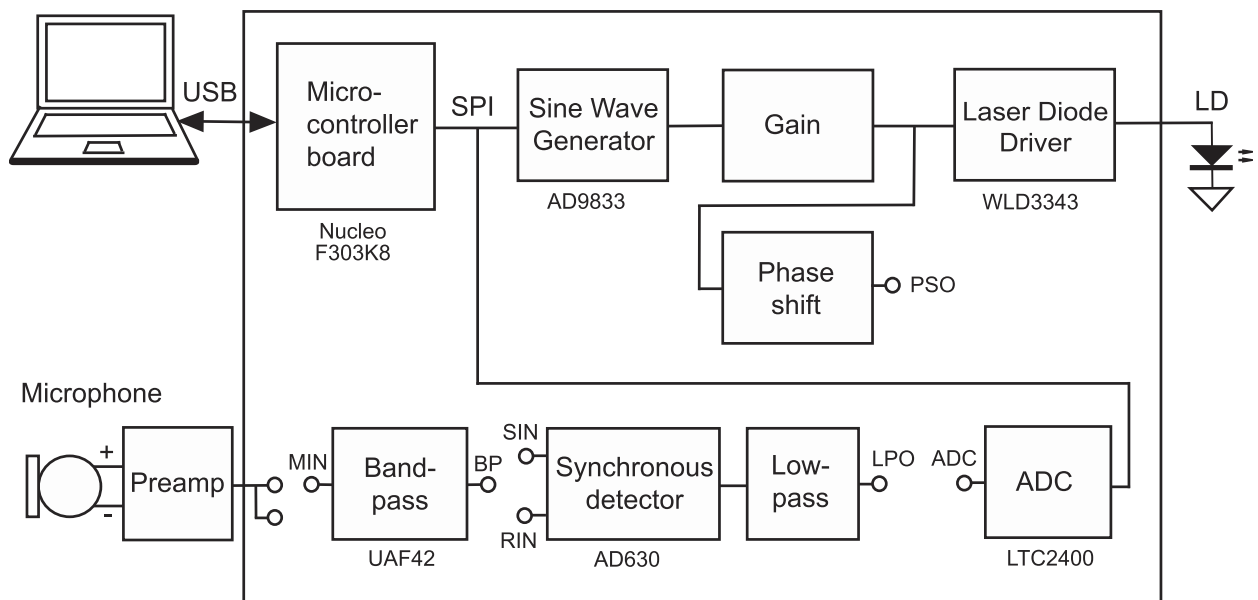 USB
Micro-
controller
board
Nucleo
F303K8
SPI
Sine Wave
Generator
AD9833
Gain
Laser Diode
Driver
WLD3343
LD
Phase
shift
PSO
Microphone
+
-
Preamp
MIN
Band-
pass
UAF42
BP
SIN
RIN
Synchronous
detector
AD630
Low-
pass
LPO
ADC
ADC
LTC2400